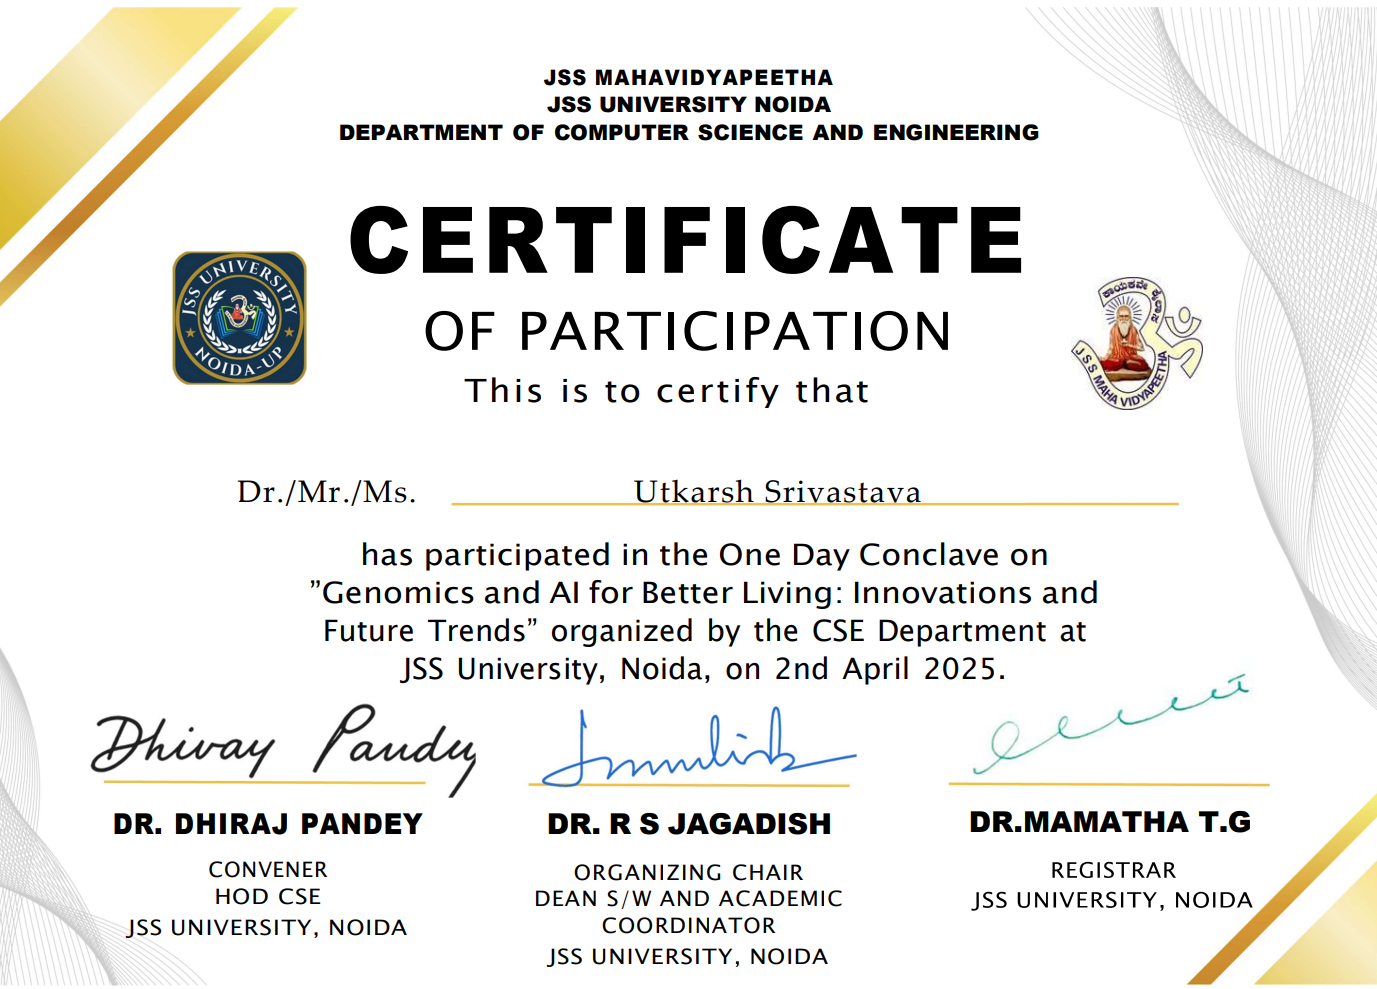 JSS MAHAVIDYAPEETHA
JSS UNIVERSITY NOIDA
DEPARTMENT OF COMPUTER SCIENCE AND ENGINEERING
CERTIFICATE
OF PARTICIPATION
This is to certify that
JSS UNIVERSITY
NOIDA-UP
ಕಾಯಕವೇ ಕೈಲಾಸ
JSS MAHA VIDYAPEETHA
Dr./Mr./Ms. Utkarsh Srivastava
has participated in the One Day Conclave on
”Genomics and AI for Better Living: Innovations and
Future Trends” organized by the CSE Department at
JSS University, Noida, on 2nd April 2025.
Dhiray Pandey
DR. DHIRAJ PANDEY
CONVENER
HOD CSE
JSS UNIVERSITY, NOIDA
DR. R S JAGADISH
ORGANIZING CHAIR
DEAN S/W AND ACADEMIC
COORDINATOR
JSS UNIVERSITY, NOIDA
DR.MAMATHA T.G
REGISTRAR
JSS UNIVERSITY, NOIDA